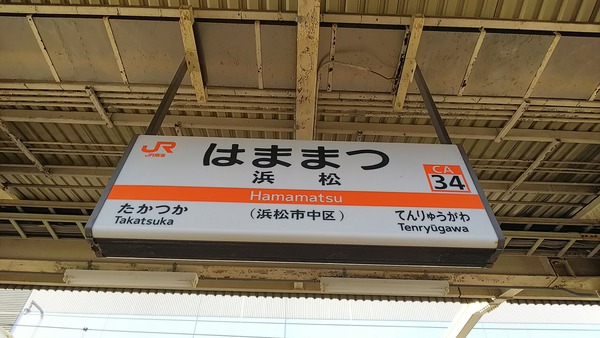 JR
JR東海
はままつ
浜松
Hamamatsu
CA
34
たかつか
Takatsuka
(浜松市中区)
てんりゅうがわ
Tenryūgawa